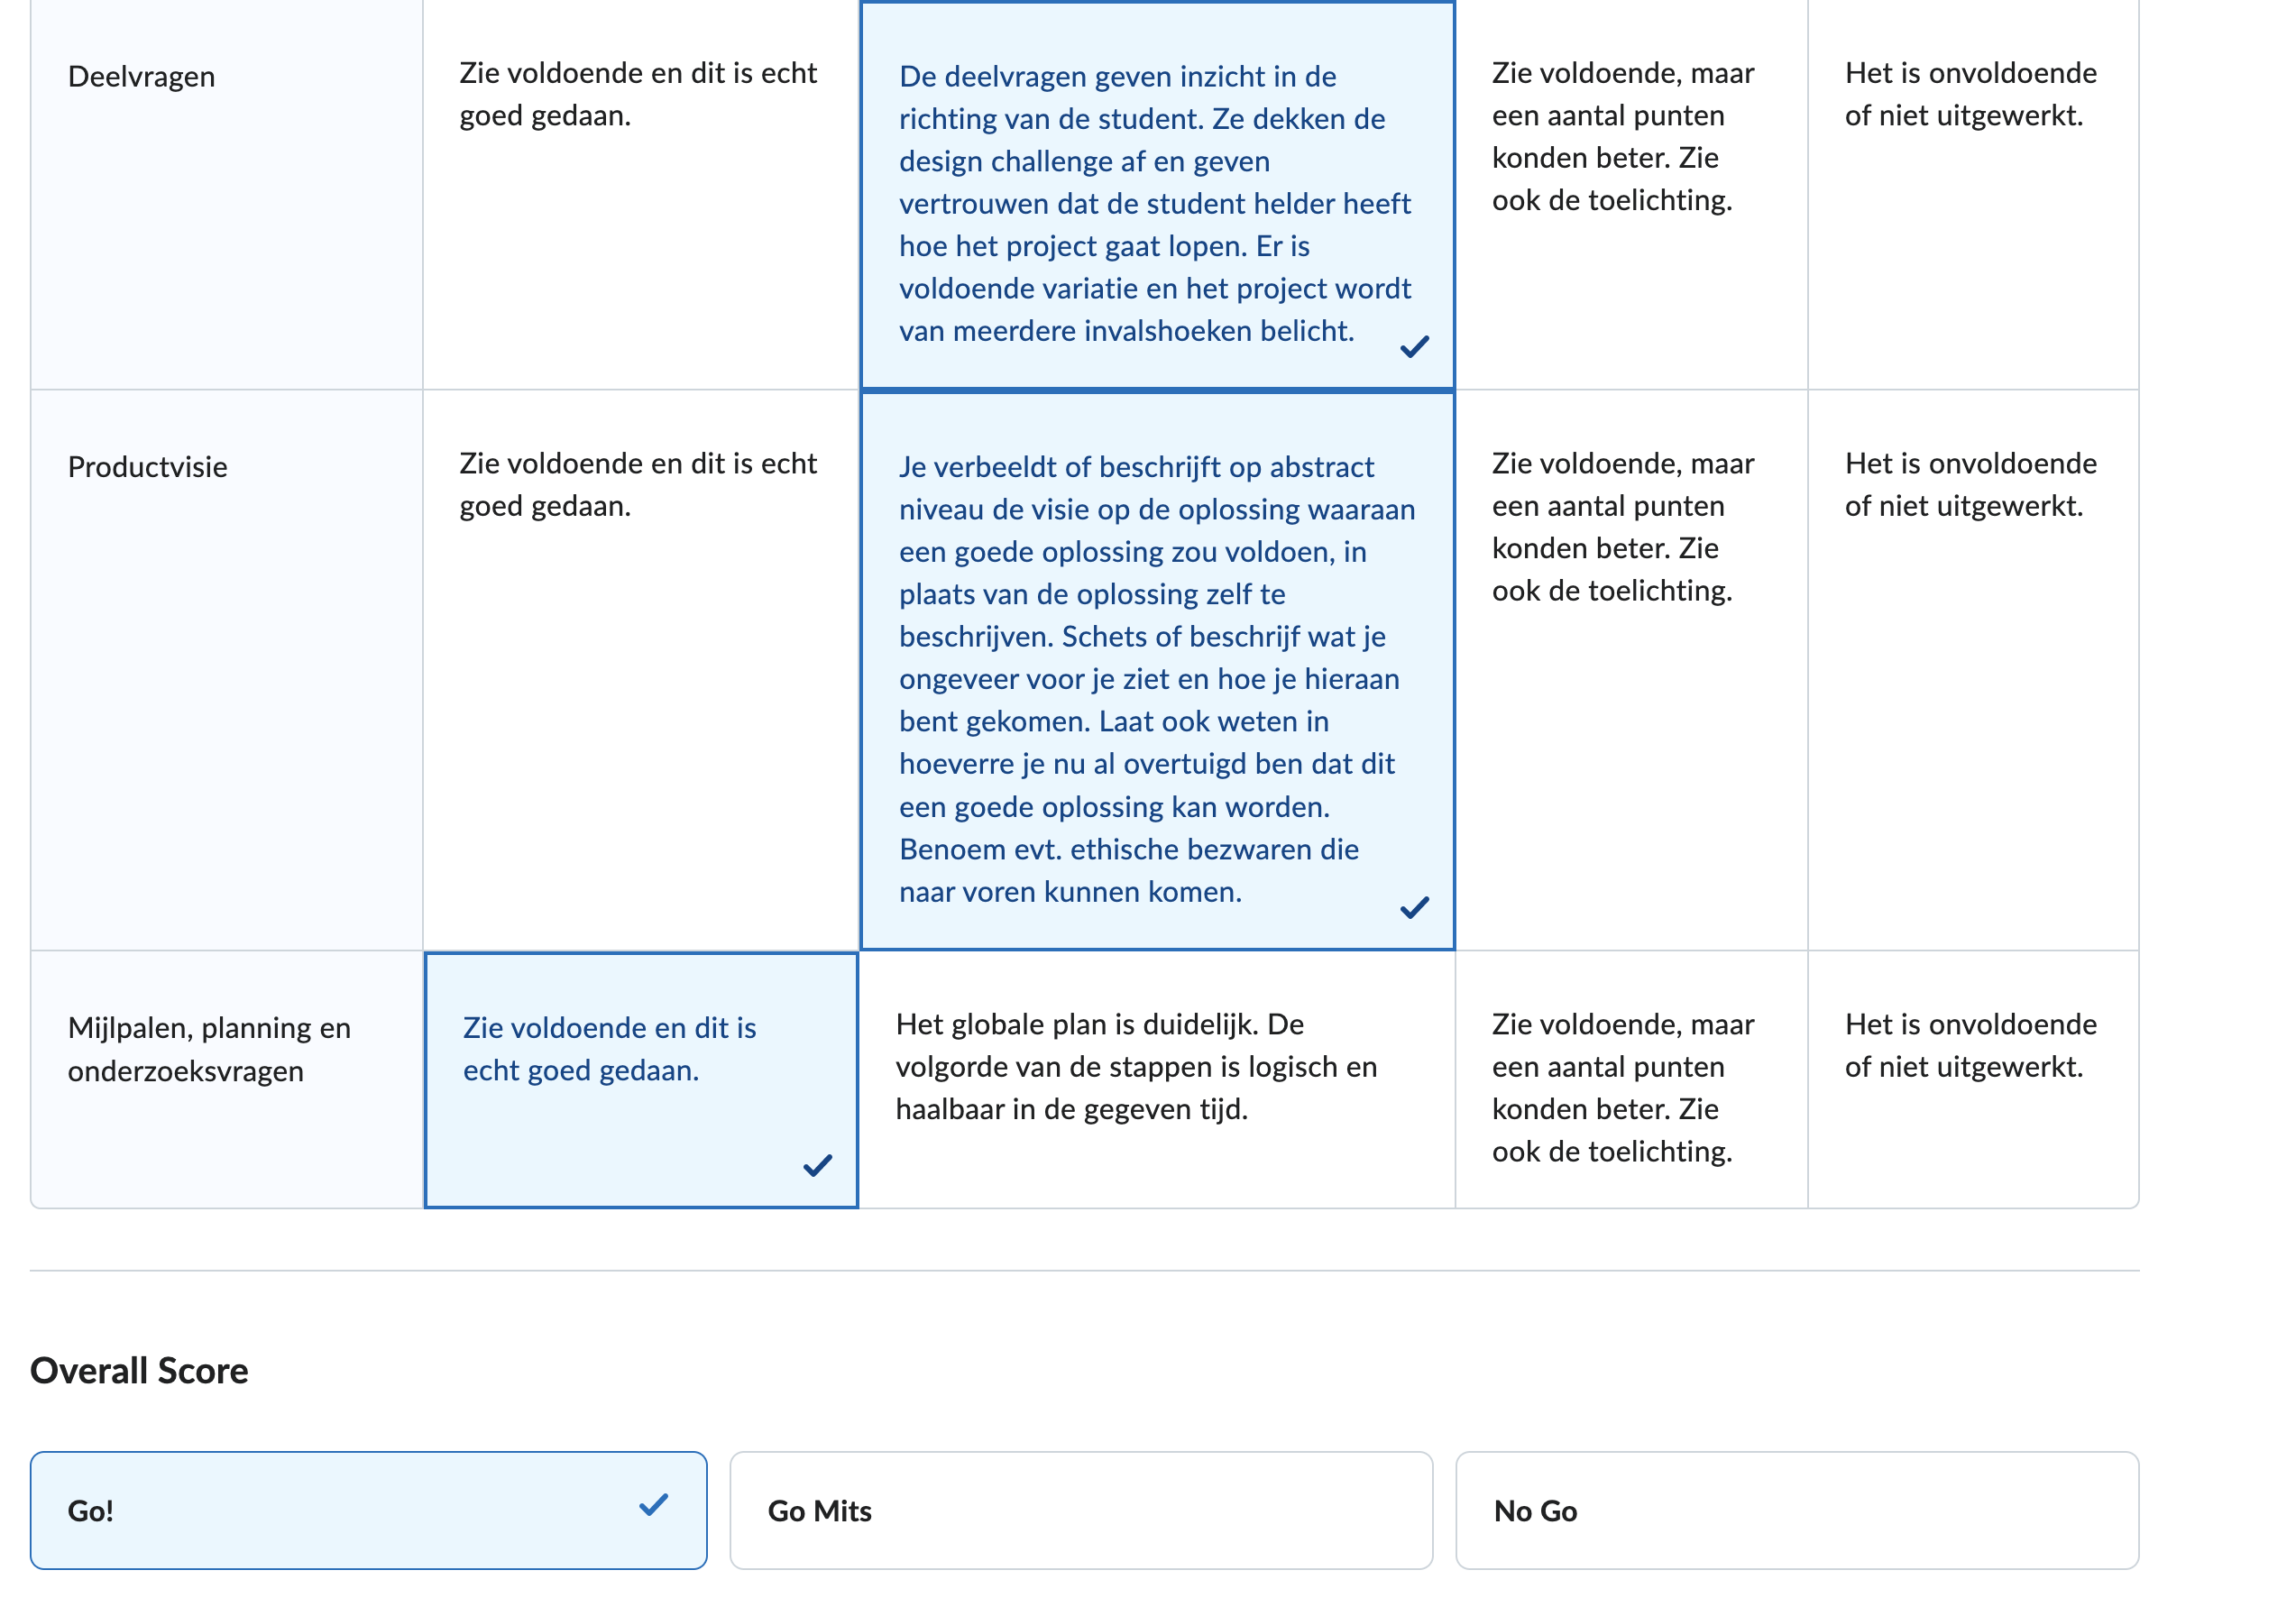 Deelvragen
Zie voldoende en dit is echt
goed gedaan.
De deelvragen geven inzicht in de
richting van de student. Ze dekken de
design challenge af en geven
vertrouwen dat de student helder heeft
hoe het project gaat lopen. Er is
voldoende variatie en het project wordt
van meerdere invalshoeken belicht.
Zie voldoende, maar
een aantal punten
konden beter. Zie
ook de toelichting.
Het is onvoldoende
of niet uitgewerkt.
Productvisie
Zie voldoende en dit is echt
goed gedaan.
Je verbeeldt of beschrijft op abstract
niveau de visie op de oplossing waaraan
een goede oplossing zou voldoen, in
plaats van de oplossing zelf te
beschrijven. Schets of beschrijf wat je
ongeveer voor je ziet en hoe je hieraan
bent gekomen. Laat ook weten in
hoeverre je nu al overtuigd ben dat dit
een goede oplossing kan worden.
Benoem evt. ethische bezwaren die
naar voren kunnen komen.
Zie voldoende, maar
een aantal punten
konden beter. Zie
ook de toelichting.
Het is onvoldoende
of niet uitgewerkt.
Mijlpalen, planning en
onderzoeksvragen
Zie voldoende en dit is
echt goed gedaan.
Het globale plan is duidelijk. De
volgorde van de stappen is logisch en
haalbaar in de gegeven tijd.
Zie voldoende, maar
een aantal punten
konden beter. Zie
ook de toelichting.
Het is onvoldoende
of niet uitgewerkt.
Overall Score
Go!
Go Mits
No Go